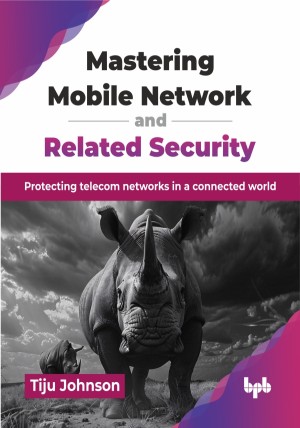 Mastering
Mobile Network
and
Related Security
Protecting telecom networks in a connected world
Tiju Johnson
bpb